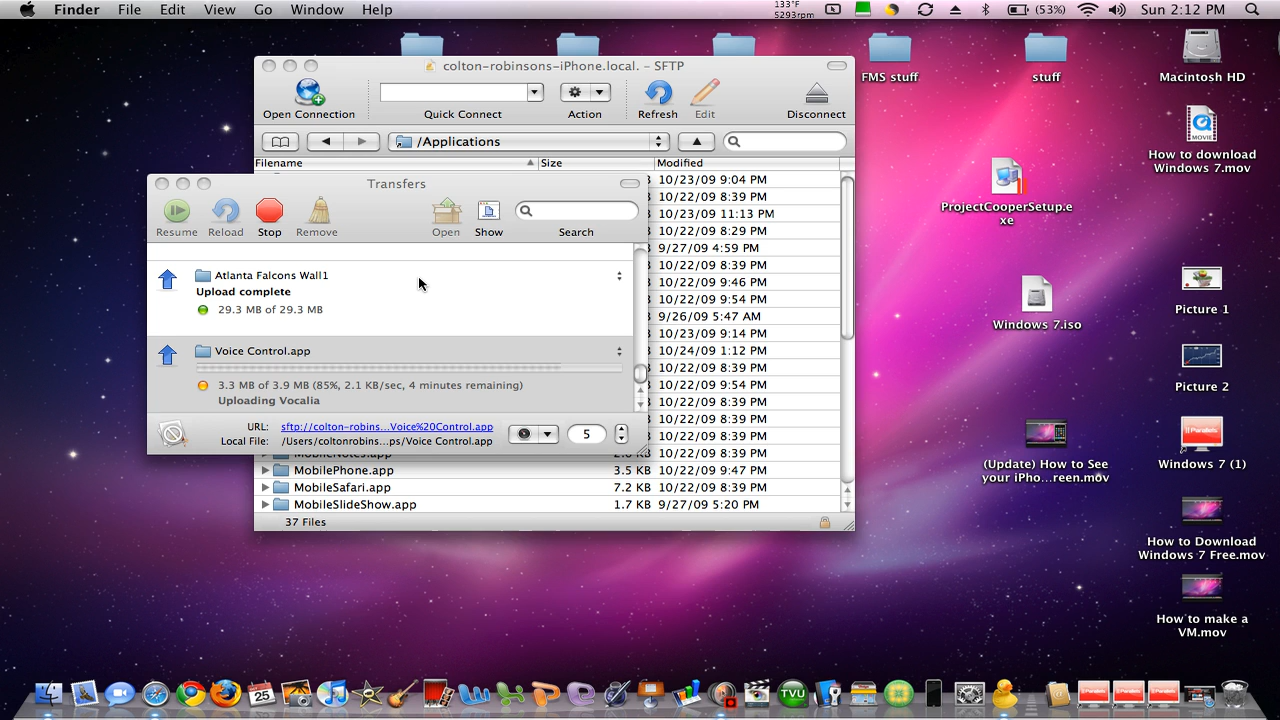 Finder File Edit View Go Window Help
133°F
5293rpm
(53%) Sun 2:12 PM
colton-robinsons-iPhone.local. – SFTP
Open Connection Quick Connect Action Refresh Edit Disconnect
/Applications
Filename Size Modified
10/23/09 9:04 PM
10/22/09 8:39 PM
10/23/09 11:13 PM
10/22/09 8:29 PM
9/27/09 4:59 PM
10/22/09 8:39 PM
10/22/09 9:46 PM
10/22/09 9:54 PM
9/26/09 5:47 AM
10/23/09 9:14 PM
10/24/09 1:12 PM
10/22/09 8:39 PM
10/22/09 9:54 PM
10/22/09 8:39 PM
10/22/09 8:39 PM
10/22/09 8:39 PM
10/22/09 8:39 PM
MobilePhone.app 3.5 KB 10/22/09 9:47 PM
MobileSafari.app 7.2 KB 10/22/09 8:39 PM
MobileSlideShow.app 1.7 KB 9/27/09 5:20 PM
37 Files
Transfers
Resume Reload Stop Remove Open Show Search
Atlanta Falcons Wall1
Upload complete
29.3 MB of 29.3 MB
Voice Control.app
3.3 MB of 3.9 MB (85%, 2.1 KB/sec, 4 minutes remaining)
Uploading Vocalia
URL: sftp://colton-robins...Voice%20Control.app
Local File: /Users/coltonrobins...ps/Voice Control.app
5
FMS stuff
stuff
Macintosh HD
MOVIE
How to download
Windows 7.mov
ProjectCooperSetup.e
xe
Windows 7.iso
Picture 1
Picture 2
(Update) How to See
your iPho...reen.mov
Parallels
Windows 7 (1)
How to Download
Windows 7 Free.mov
How to make a
VM.mov
25
TVU